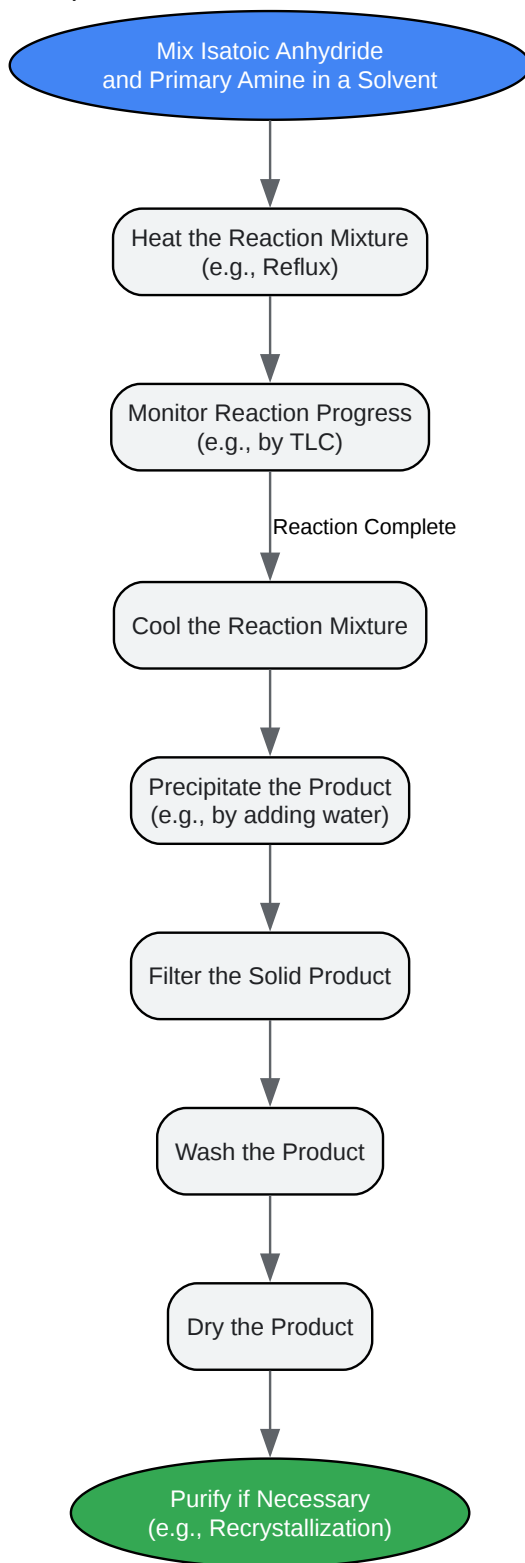 Mix Isatoic Anhydride
and Primary Amine in a Solvent
Heat the Reaction Mixture
(e.g., Reflux)
Monitor Reaction Progress
(e.g., by TLC)
Reaction Complete
Cool the Reaction Mixture
Precipitate the Product
(e.g., by adding water)
Filter the Solid Product
Wash the Product
Dry the Product
Purify if Necessary
(e.g., Recrystallization)